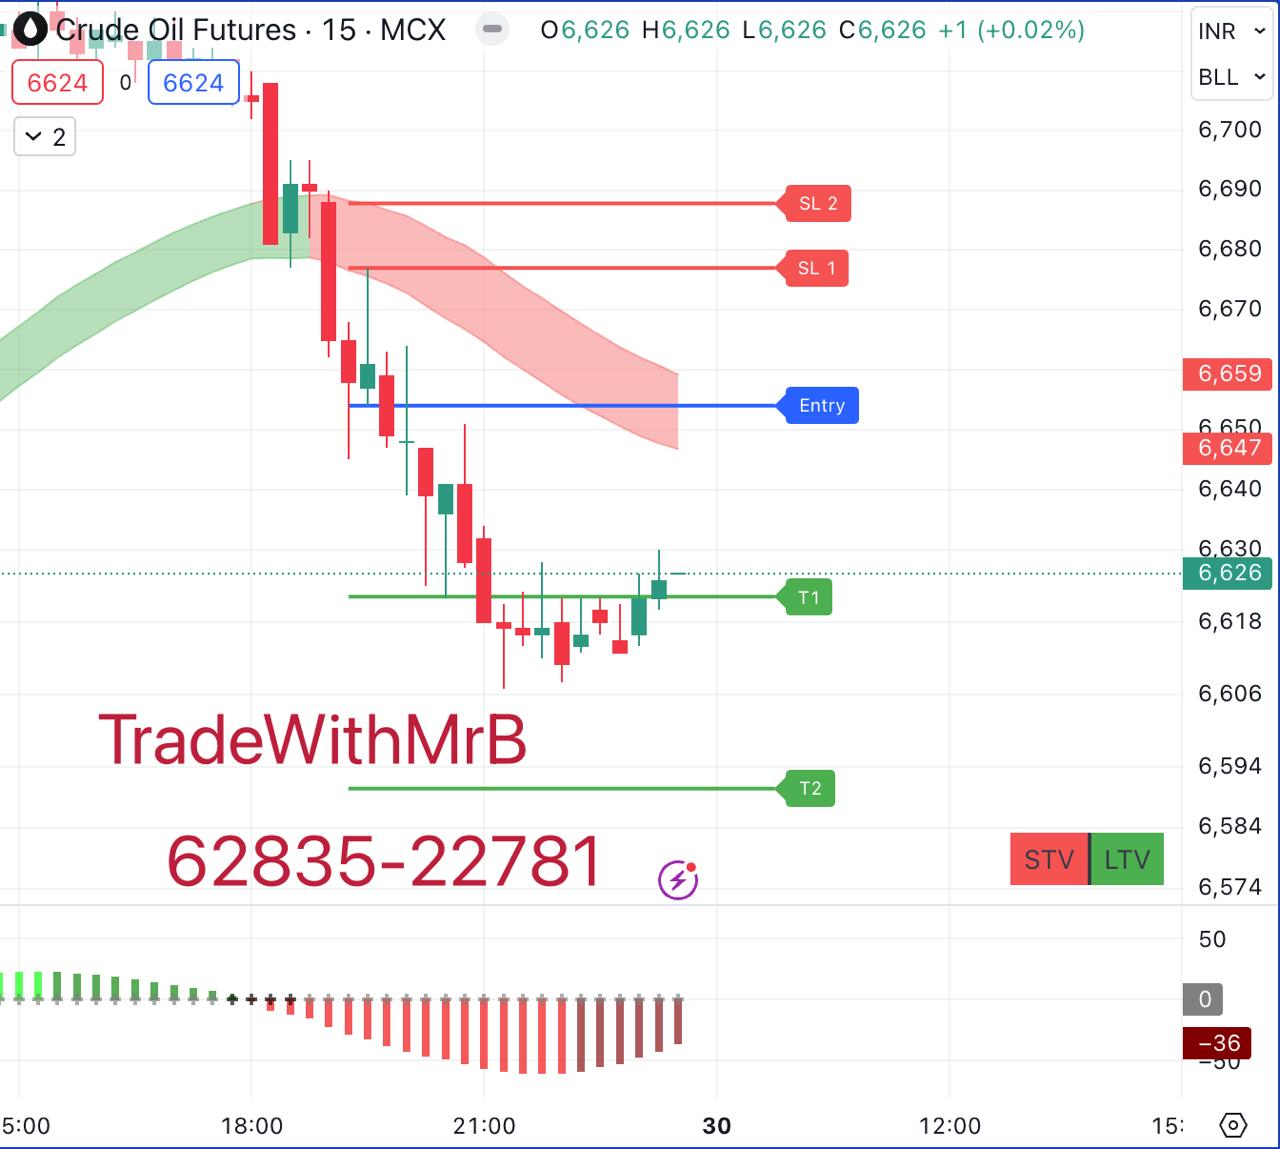 Crude Oil Futures · 15 · MCX O6,626 H6,626 L6,626 C6,626 +1 (+0.02%)
INR
BLL
6624 0 6624
2
6,700
6,690
SL 2
6,680
SL 1
6,670
6,659
Entry
6,650
6,647
6,640
6,630
6,626
T1
6,618
6,606
TradeWithMrB
6,594
T2
6,584
62835-22781
STV LTV
6,574
50
0
−36
−50
5:00 18:00 21:00 30 12:00 15: